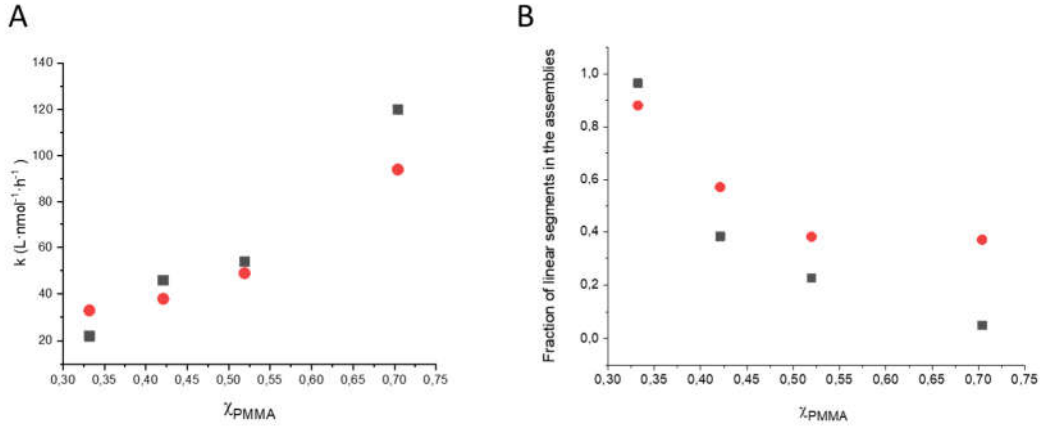 A
B
140
120
100
80
60
40
20
k (L·nmol⁻¹·h⁻¹)
0,30 0,35 0,40 0,45 0,50 0,55 0,60 0,65 0,70 0,75
χPMMA
1,0
0,8
0,6
0,4
0,2
0,0
Fraction of linear segments in the assemblies
0,30 0,35 0,40 0,45 0,50 0,55 0,60 0,65 0,70 0,75
χPMMA